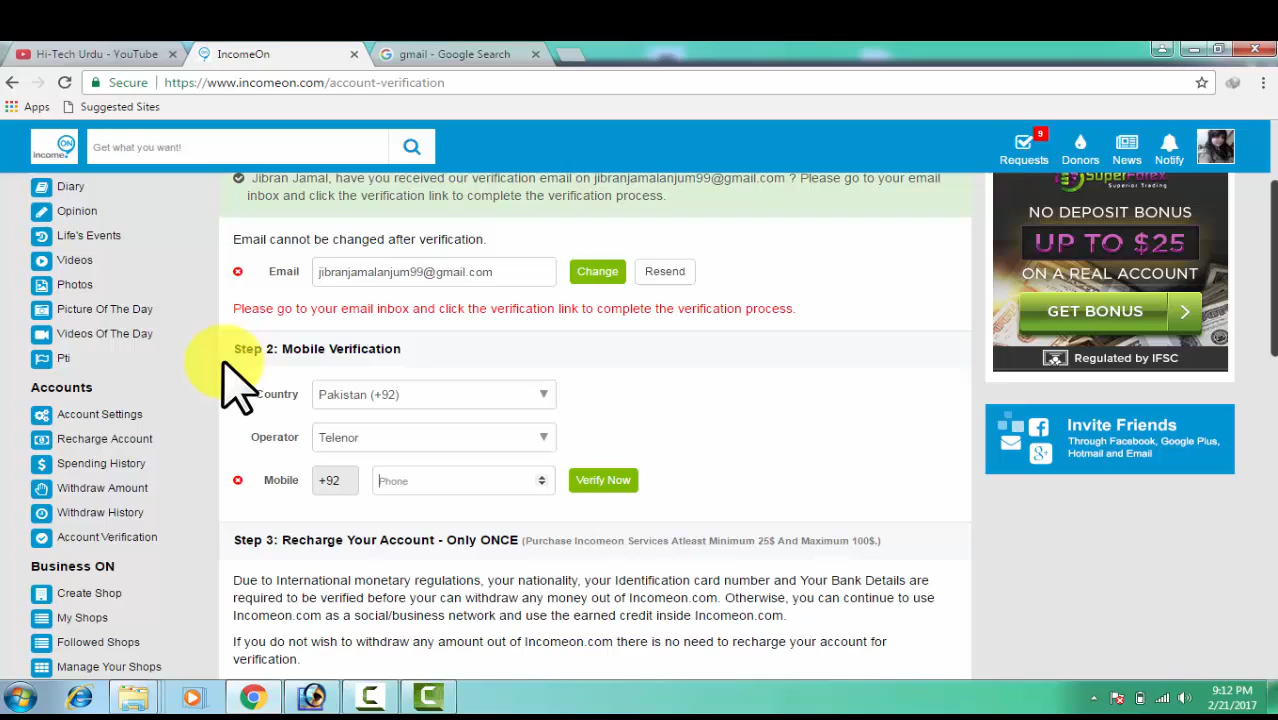 Hi-Tech Urdu - YouTube
IncomeOn
gmail - Google Search
Secure
https://www.incomeon.com/account-verification
Apps
Suggested Sites
income
ON
Get what you want!
9
Requests
Donors
News
Notify
Diary
Opinion
Life's Events
Videos
Photos
Picture Of The Day
Videos Of The Day
Pti
Accounts
Account Settings
Recharge Account
Spending History
Withdraw Amount
Withdraw History
Account Verification
Business ON
Create Shop
My Shops
Followed Shops
Manage Your Shops
Jibran Jamal, have you received our verification email on jibranjamalanjum99@gmail.com ? Please go to your email
inbox and click the verification link to complete the verification process.
Email cannot be changed after verification.
Email
jibranjamalanjum99@gmail.com
Change
Resend
Please go to your email inbox and click the verification link to complete the verification process.
Step 2: Mobile Verification
Country
Pakistan (+92)
Operator
Telenor
Mobile
+92
Phone
Verify Now
Step 3: Recharge Your Account - Only ONCE (Purchase Incomeon Services Atleast Minimum 25$ And Maximum 100$.)
Due to International monetary regulations, your nationality, your Identification card number and Your Bank Details are
required to be verified before your can withdraw any money out of Incomeon.com. Otherwise, you can continue to use
Incomeon.com as a social/business network and use the earned credit inside Incomeon.com.
If you do not wish to withdraw any amount out of Incomeon.com there is no need to recharge your account for
verification.
SuperForex
Superior Trading
NO DEPOSIT BONUS
UP TO $25
ON A REAL ACCOUNT
GET BONUS
Regulated by IFSC
Invite Friends
Through Facebook, Google Plus,
Hotmail and Email
9:12 PM
2/21/2017